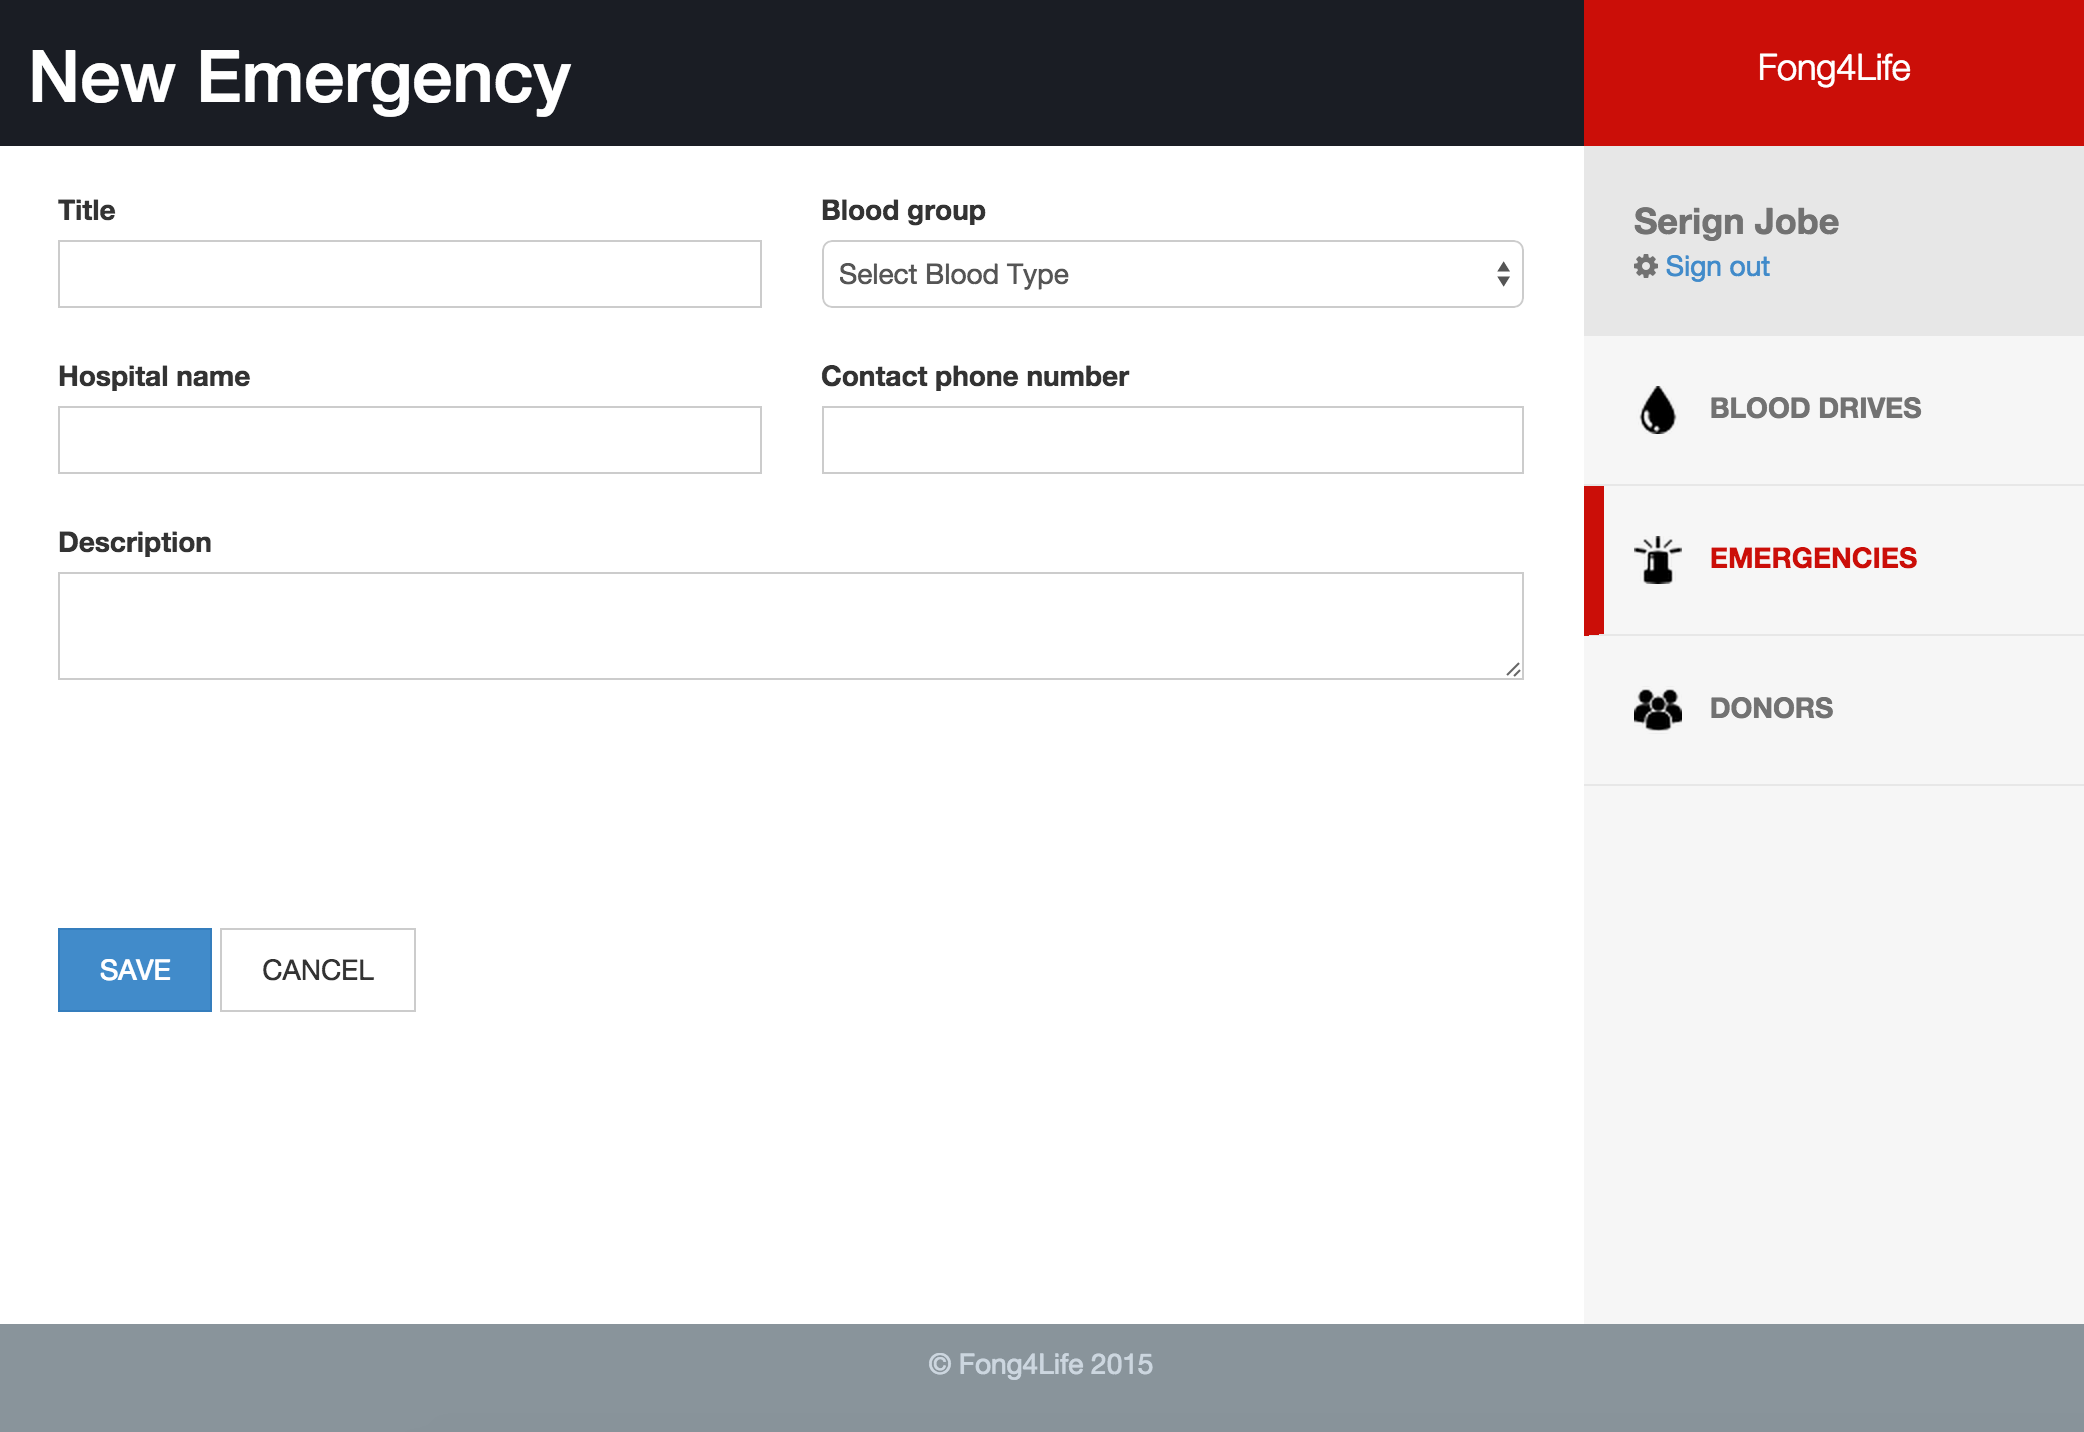 New Emergency
Fong4Life
Title
Blood group
Select Blood Type
Hospital name
Contact phone number
Description
SAVE
CANCEL
Serign Jobe
Sign out
BLOOD DRIVES
EMERGENCIES
DONORS
© Fong4Life 2015